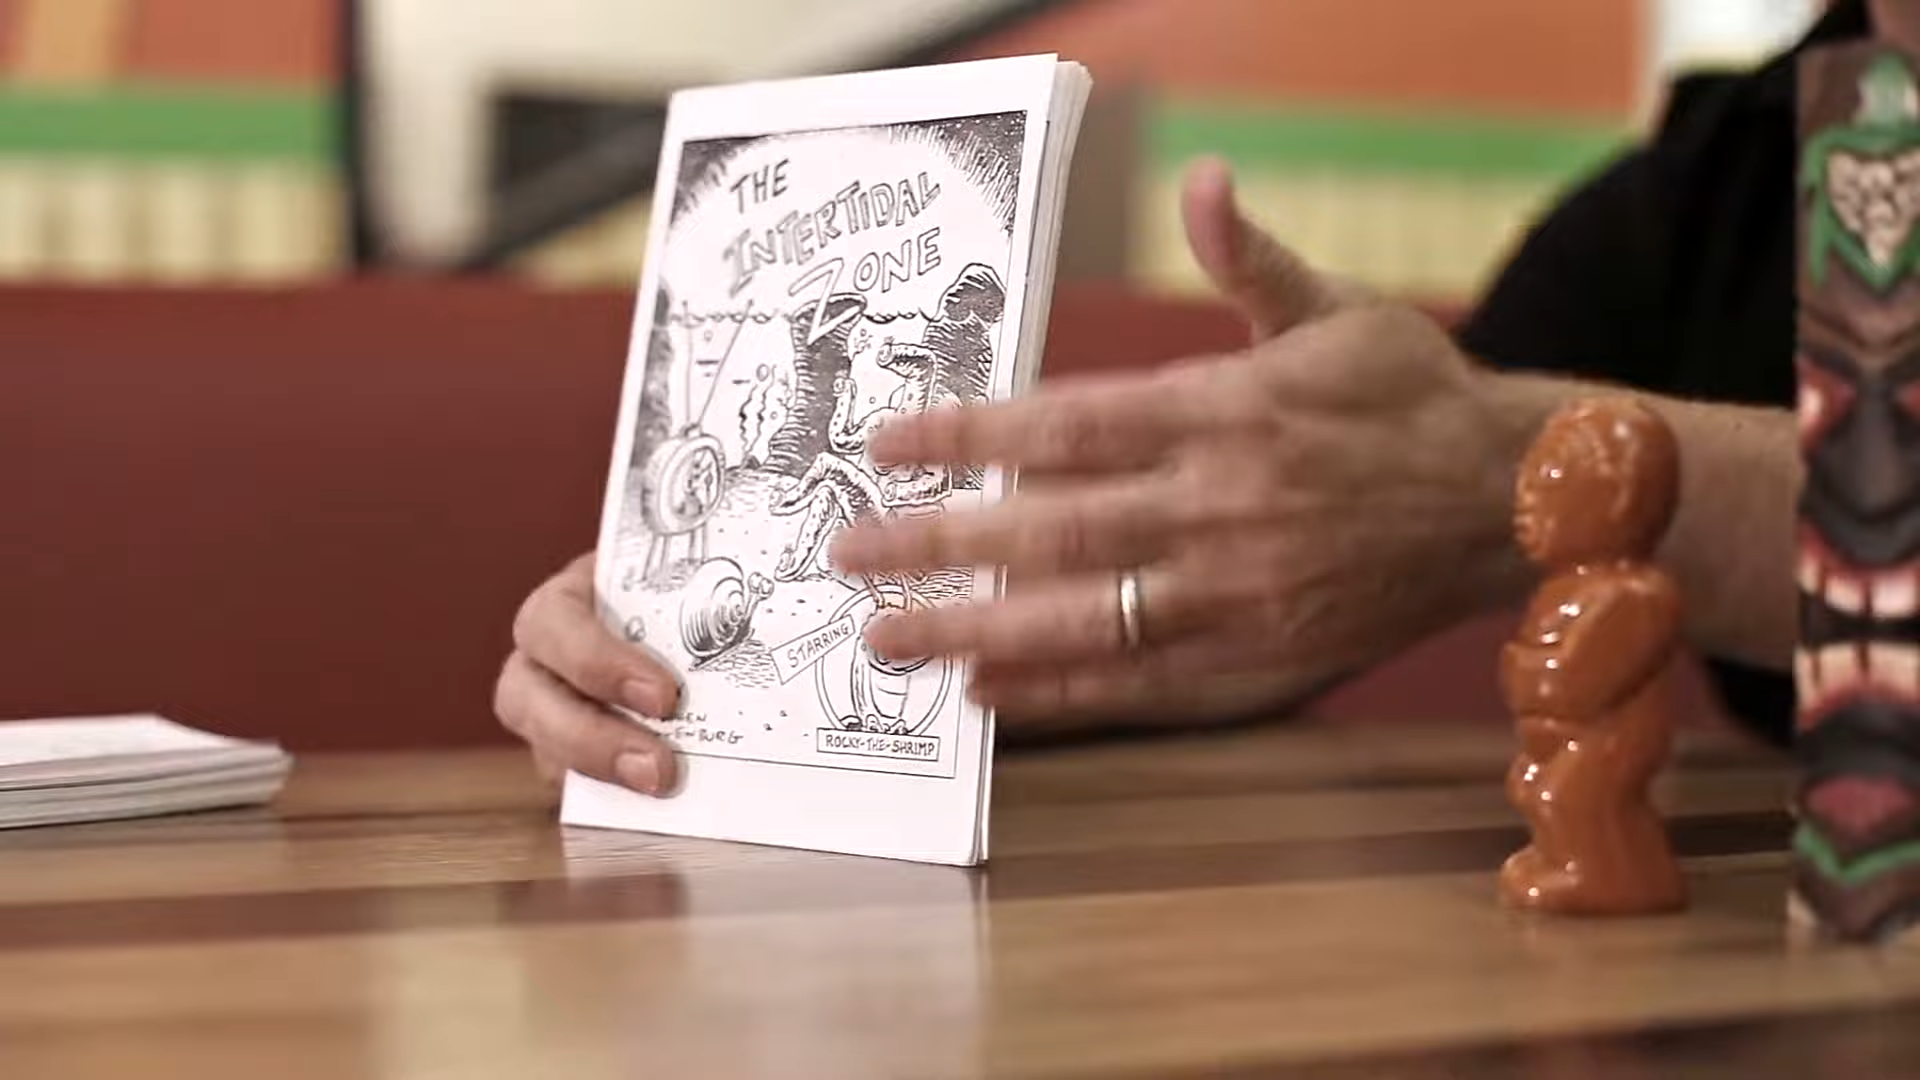 THE
INTERTIDAL
ZONE
STARRING
ROCKY-THE-SHRIMP